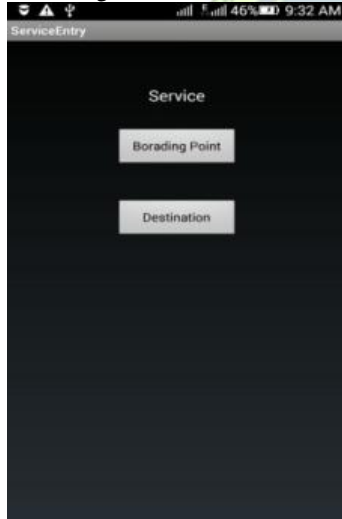 46% 9:32 AM
ServiceEntry
Service
Borading Point
Destination